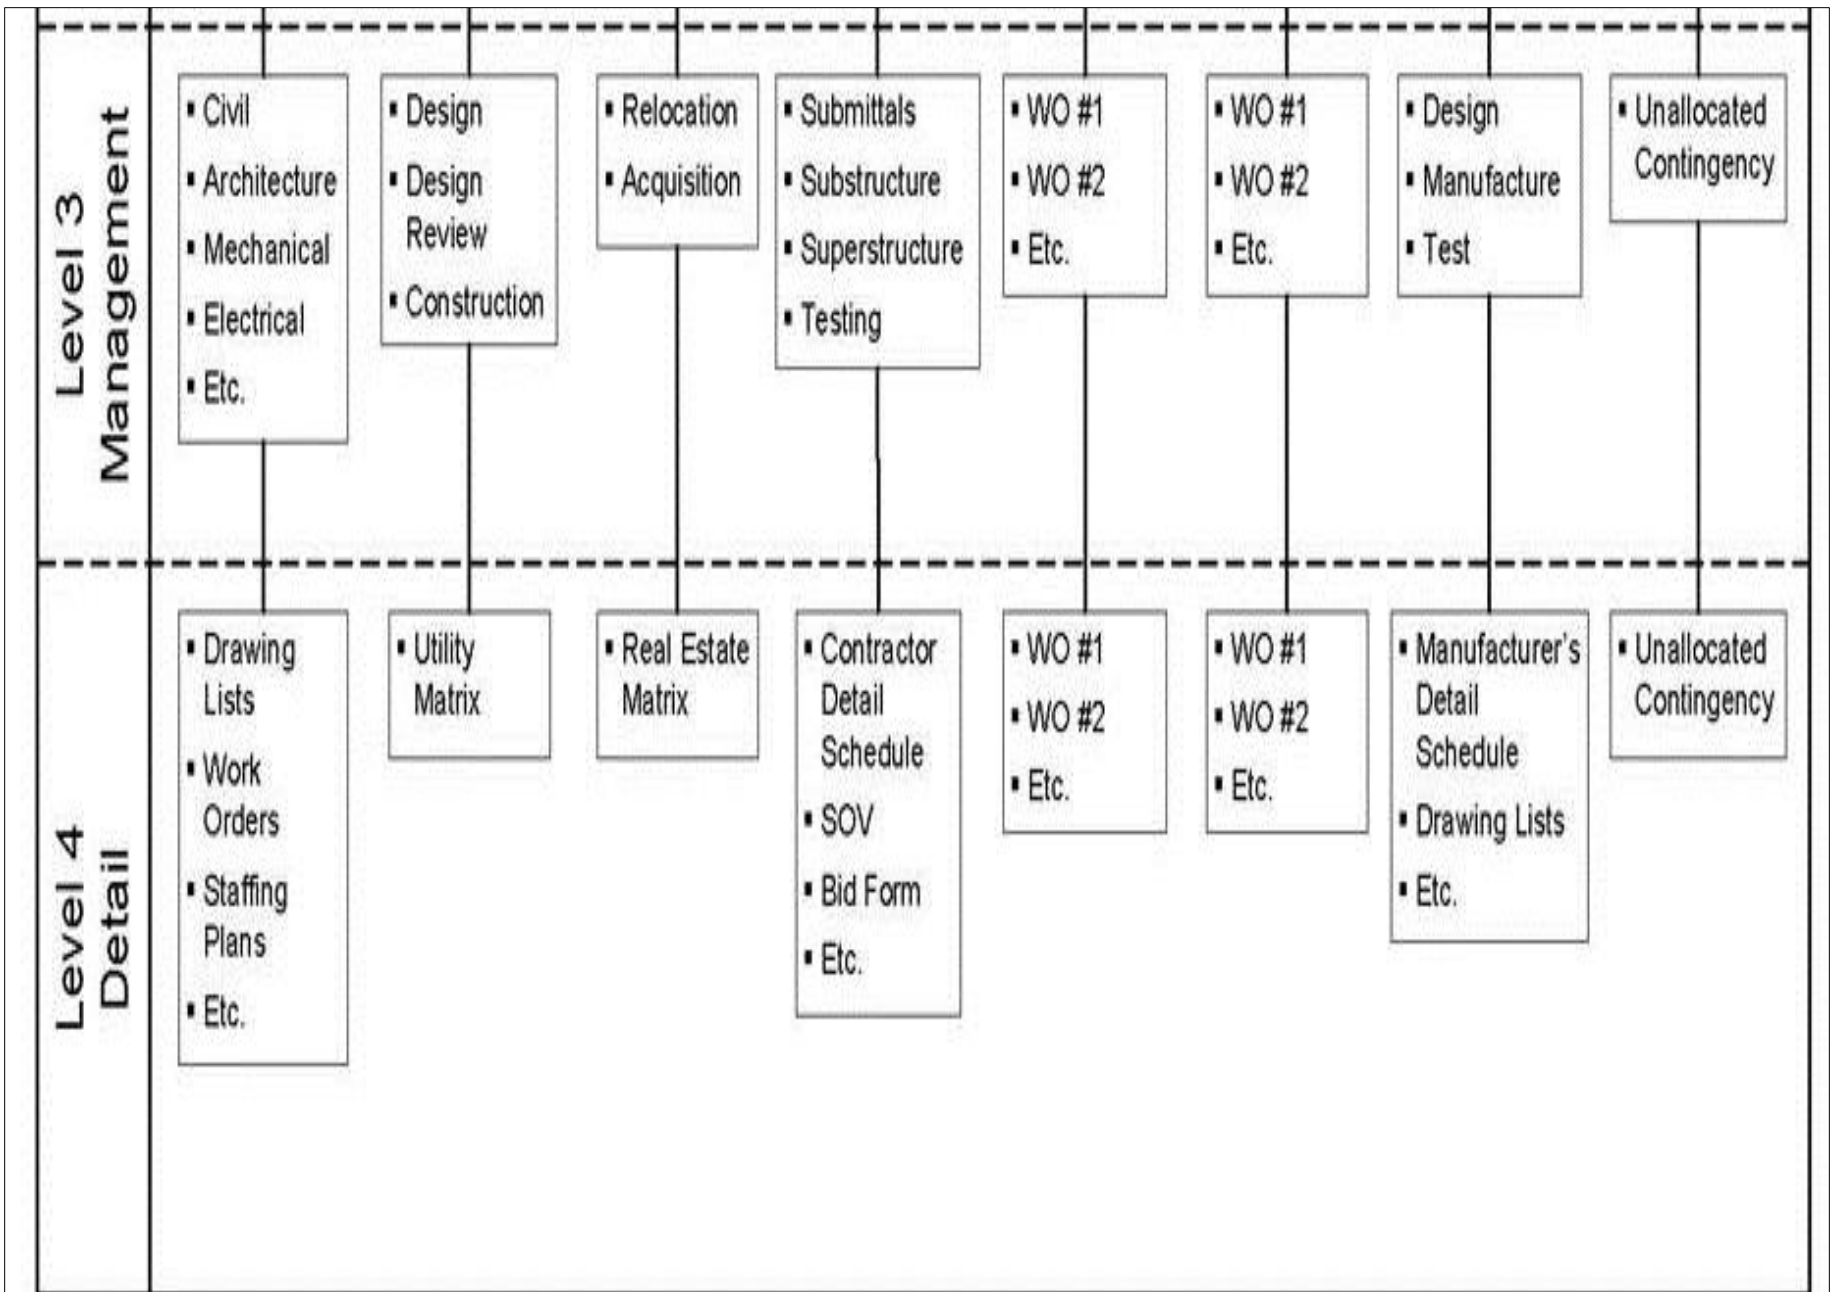 Level 3
Management
▪ Civil
▪ Architecture
▪ Mechanical
▪ Electrical
▪ Etc.
▪ Design
▪ Design
Review
▪ Construction
▪ Relocation
▪ Acquisition
▪ Submittals
▪ Substructure
▪ Superstructure
▪ Testing
▪ WO #1
▪ WO #2
▪ Etc.
▪ WO #1
▪ WO #2
▪ Etc.
▪ Design
▪ Manufacture
▪ Test
▪ Unallocated
Contingency
Level 4
Detail
▪ Drawing
Lists
▪ Work
Orders
▪ Staffing
Plans
▪ Etc.
▪ Utility
Matrix
▪ Real Estate
Matrix
▪ Contractor
Detail
Schedule
▪ SOV
▪ Bid Form
▪ Etc.
▪ WO #1
▪ WO #2
▪ Etc.
▪ WO #1
▪ WO #2
▪ Etc.
▪ Manufacturer's
Detail
Schedule
▪ Drawing Lists
▪ Etc.
▪ Unallocated
Contingency